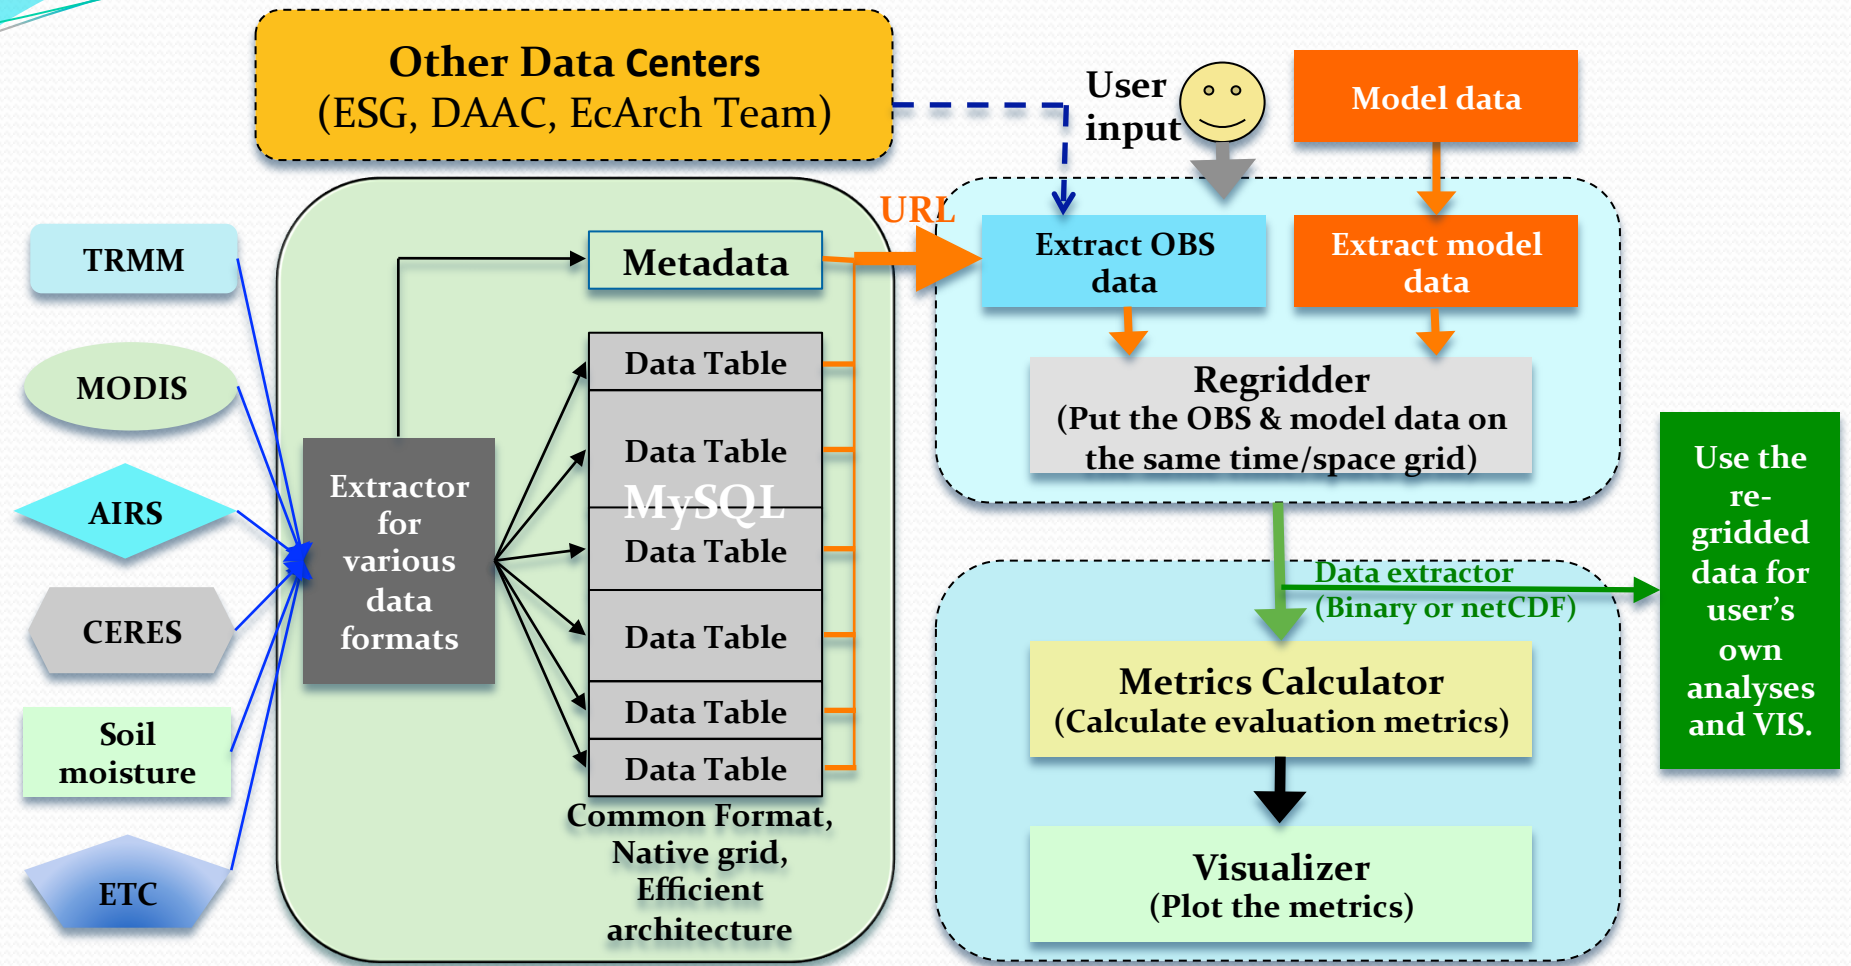 Other Data Centers
(ESG, DAAC, EcArch Team)
User
input
Model data
TRMM
MODIS
AIRS
CERES
Soil
moisture
ETC
Extractor
for
various
data
formats
Metadata
Data Table
Data Table
MySQL
Data Table
Data Table
Data Table
Data Table
Common Format,
Native grid,
Efficient
architecture
URL
Extract OBS
data
Extract model
data
Regridder
(Put the OBS & model data on
the same time/space grid)
Data extractor
(Binary or netCDF)
Metrics Calculator
(Calculate evaluation metrics)
Visualizer
(Plot the metrics)
Use the
re-
gridded
data for
user’s
own
analyses
and VIS.